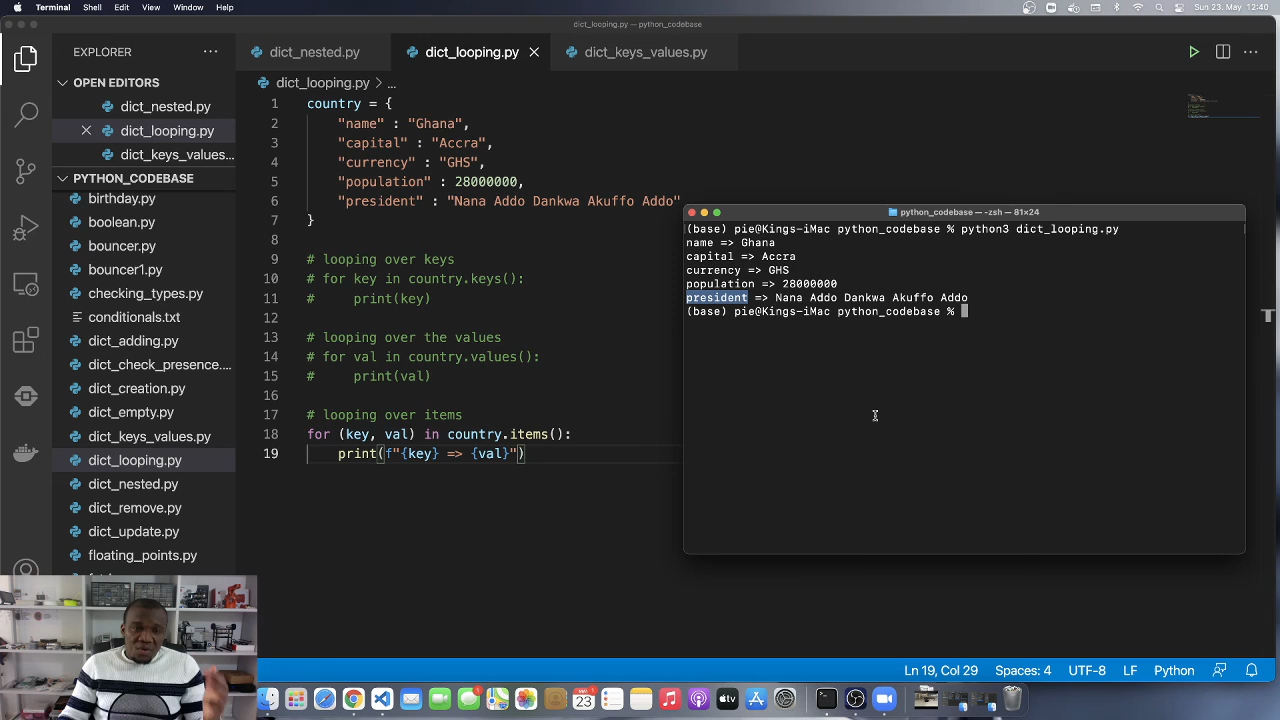 Terminal Shell Edit View Window Help Sun 23. May 12:40
dict_looping.py — python_codebase
EXPLORER
dict_nested.py dict_looping.py dict_keys_values.py
OPEN EDITORS
dict_nested.py
dict_looping.py
dict_keys_values...
PYTHON_CODEBASE
birthday.py
boolean.py
bouncer.py
bouncer1.py
checking_types.py
conditionals.txt
dict_adding.py
dict_check_presence....
dict_creation.py
dict_empty.py
dict_keys_values.py
dict_looping.py
dict_nested.py
dict_remove.py
dict_update.py
floating_points.py
dict_looping.py > ...
1 country = {
2 "name" : "Ghana",
3 "capital" : "Accra",
4 "currency" : "GHS",
5 "population" : 28000000,
6 "president" : "Nana Addo Dankwa Akuffo Addo"
7 }
8
9 # looping over keys
10 # for key in country.keys():
11 # print(key)
12
13 # looping over the values
14 # for val in country.values():
15 # print(val)
16
17 # looping over items
18 for (key, val) in country.items():
19 print(f"{key} => {val}")
python_codebase — -zsh — 81×24
(base) pie@Kings-iMac python_codebase % python3 dict_looping.py
name => Ghana
capital => Accra
currency => GHS
population => 28000000
president => Nana Addo Dankwa Akuffo Addo
(base) pie@Kings-iMac python_codebase %
Ln 19, Col 29 Spaces: 4 UTF-8 LF Python